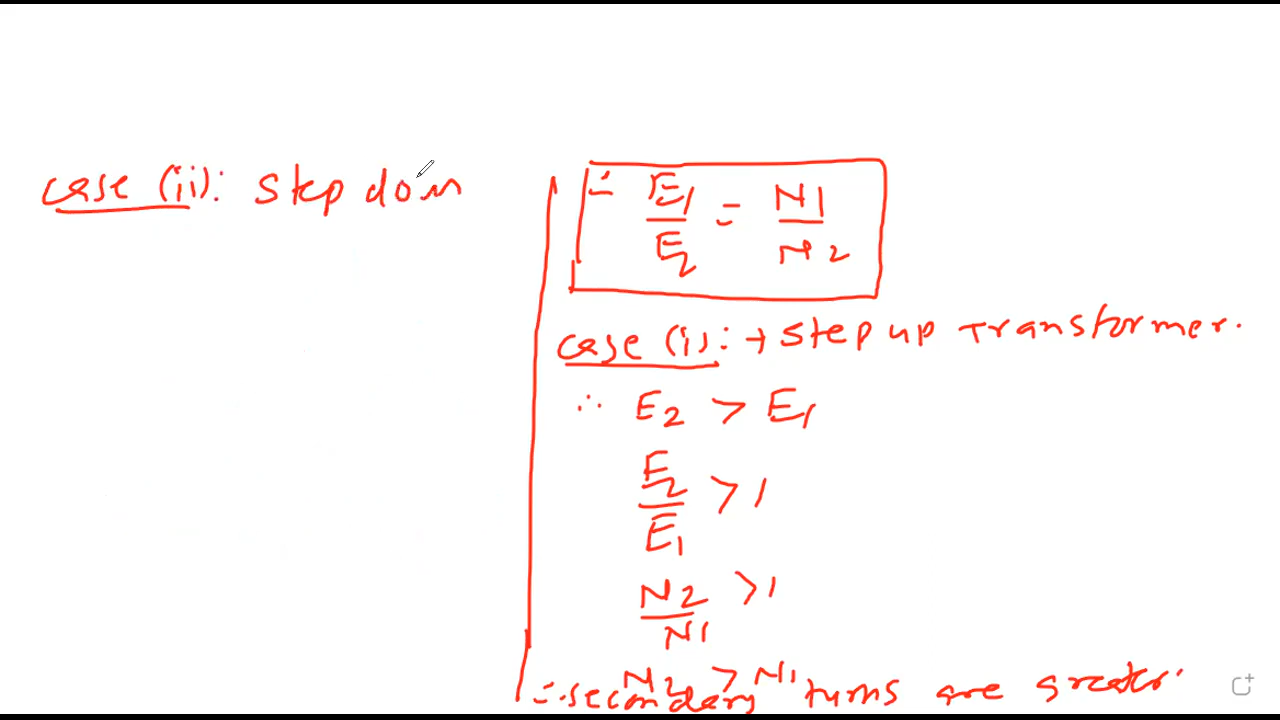 case (ii): step down
∴ E1/E2 = N1/N2
case (i): → step up transformer.
∴ E2 > E1
E2/E1 > 1
N2/N1 > 1
N2 > N1
∴ secondary turns are greater.